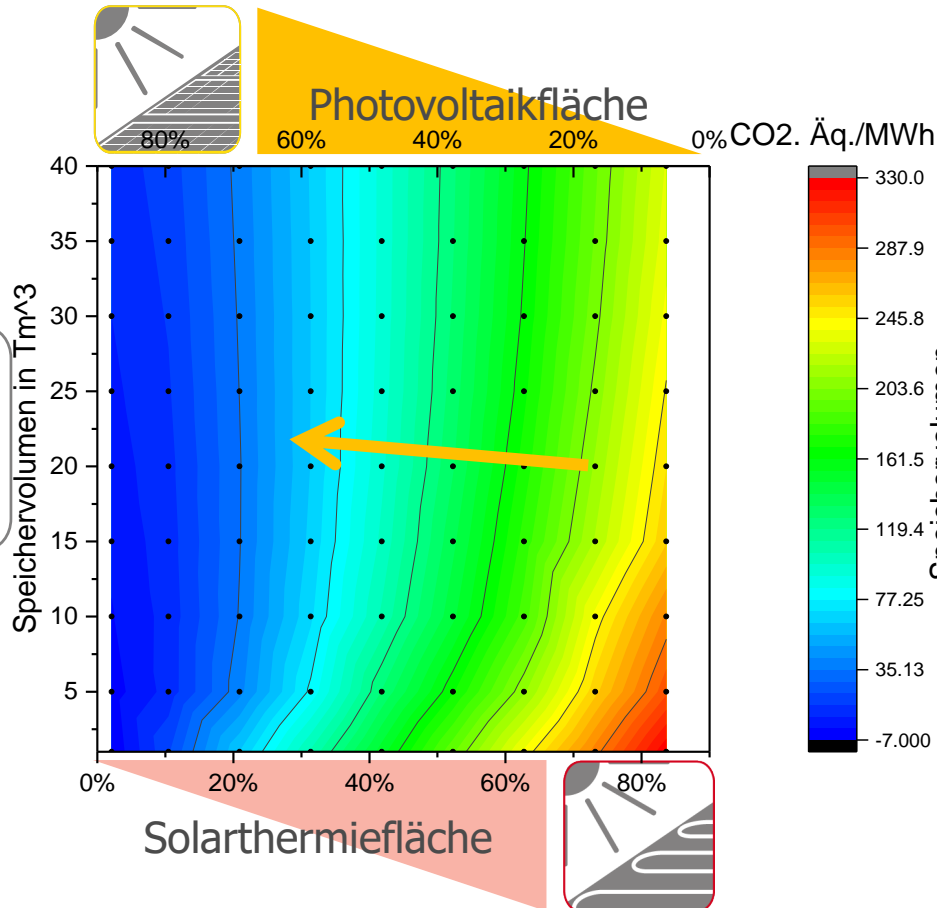 Photovoltaikfläche
80% 60% 40% 20% 0% CO2. Äq./MWh
Speichervolumen in Tm^3
40
35
30
25
20
15
10
5
0% 20% 40% 60% 80%
Solarthermiefläche
330.0
287.9
245.8
203.6
161.5
119.4
77.25
35.13
-7.000
Speichervolumen